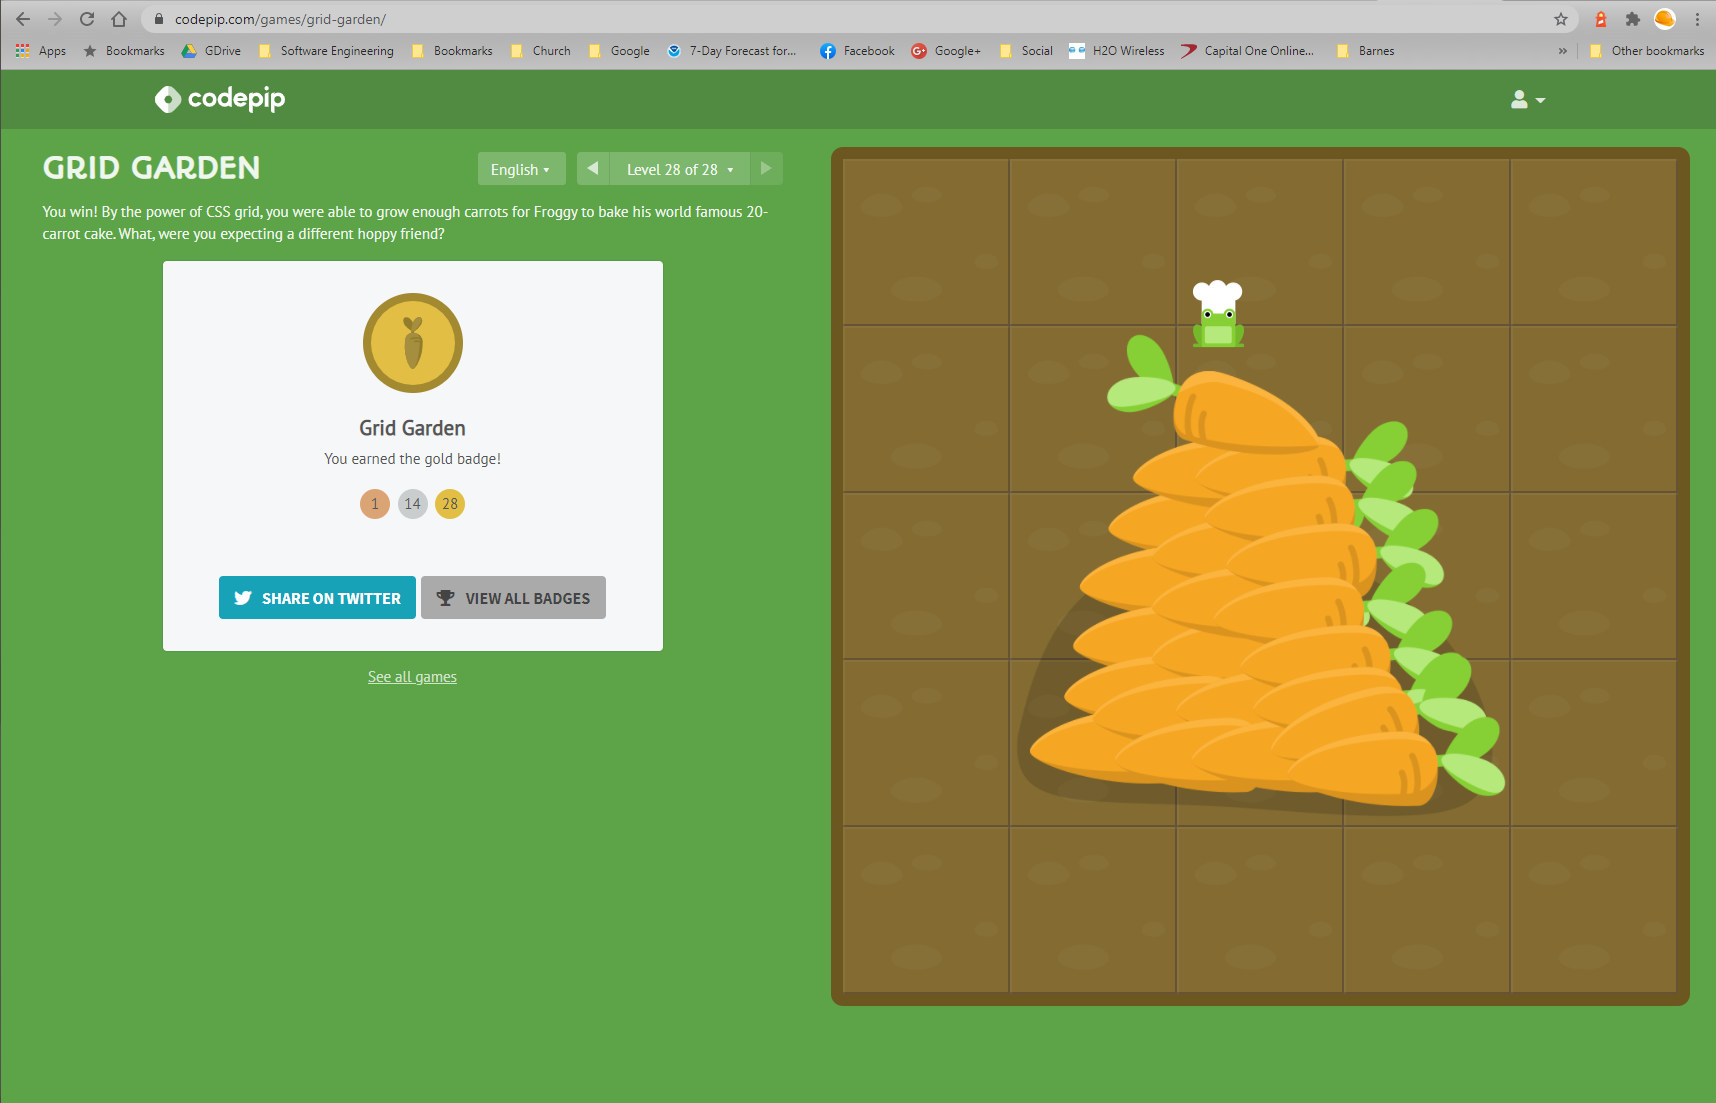 codepip.com/games/grid-garden/
Apps Bookmarks GDrive Software Engineering Bookmarks Church Google 7-Day Forecast for... Facebook Google+ Social H2O Wireless Capital One Online... Barnes » Other bookmarks
codepip
GRID GARDEN
English
Level 28 of 28
You win! By the power of CSS grid, you were able to grow enough carrots for Froggy to bake his world famous 20-
carrot cake. What, were you expecting a different hoppy friend?
Grid Garden
You earned the gold badge!
1 14 28
SHARE ON TWITTER
VIEW ALL BADGES
See all games